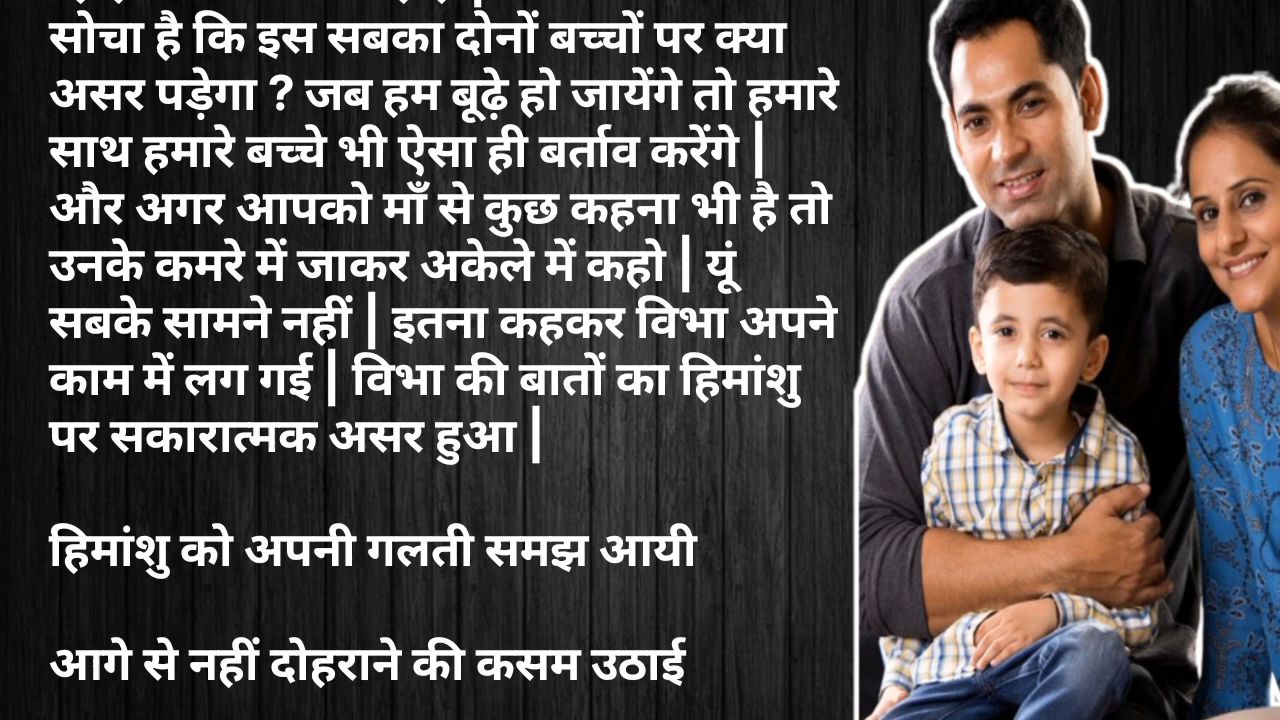 सोचा है कि इस सबका दोनों बच्चों पर क्या
असर पड़ेगा ? जब हम बूढ़े हो जायेंगे तो हमारे
साथ हमारे बच्चे भी ऐसा ही बर्ताव करेंगे |
और अगर आपको माँ से कुछ कहना भी है तो
उनके कमरे में जाकर अकेले में कहो | यूं
सबके सामने नहीं | इतना कहकर विभा अपने
काम में लग गई | विभा की बातों का हिमांशु
पर सकारात्मक असर हुआ |
हिमांशु को अपनी गलती समझ आयी
आगे से नहीं दोहराने की कसम उठाई